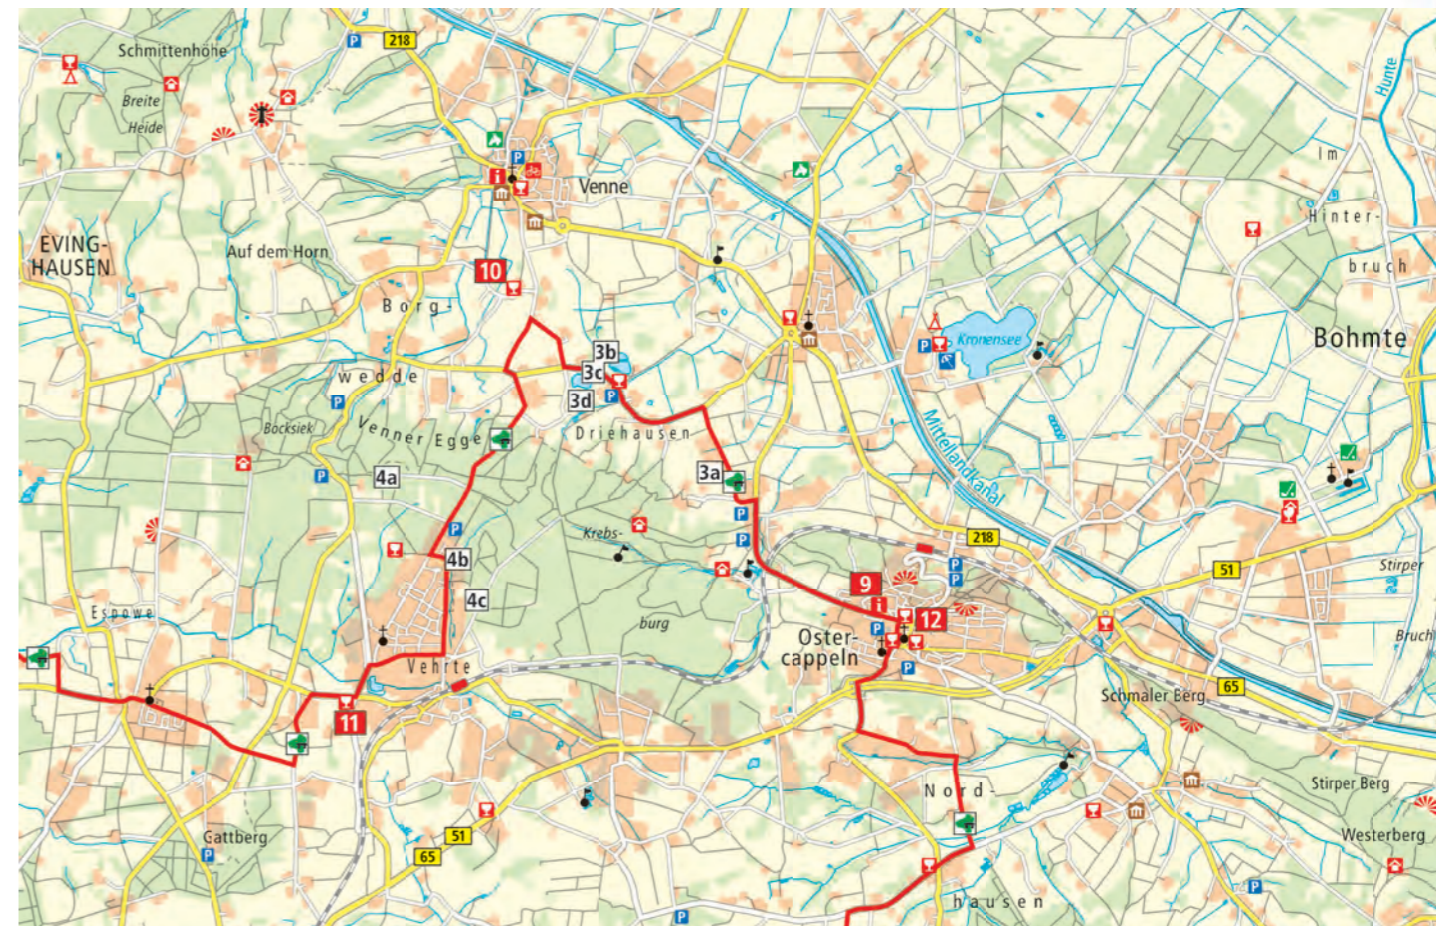 218
Schmittenhöhe
P
Hunte
Breite
Heide
Im
P
i
Venne
Hinter-
EVING-
HAUSEN
Auf dem Horn
bruch
10
Borg-
Bohmte
Kronensee
P
3b
3c
wedde
3d
P
P
Bocksiek
Venner Egge
Driehausen
Mittellandkanal
3a
4a
P
P
P
Krebs-
P
218
4b
P
P
51
Stirper
9
4c
i
Espowe
burg
12
P
Oster-
cappeln
Bruch
Vehrte
P
65
Schmaler Berg
11
Nord-
Stirper Berg
Gattberg
51
Westerberg
65
P
P
hausen
P